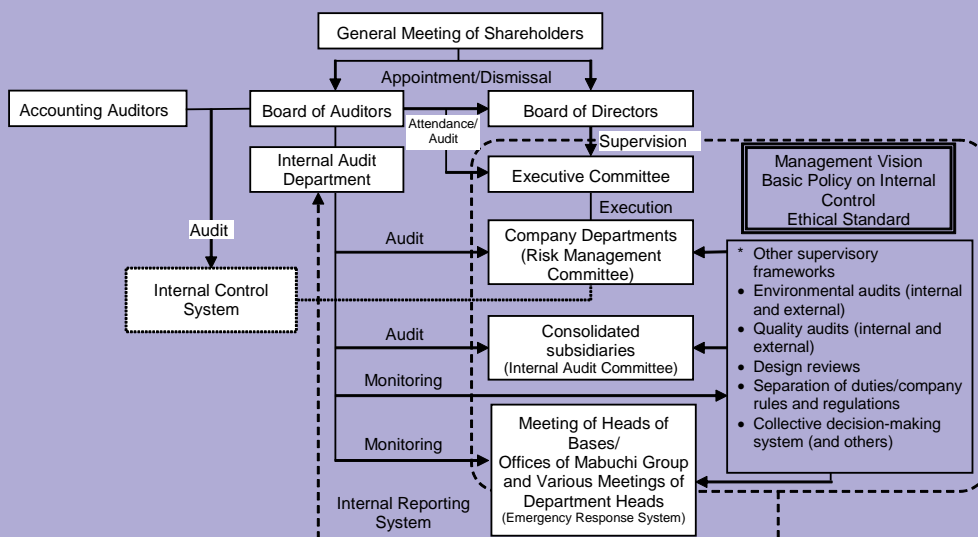 General Meeting of Shareholders
Appointment/Dismissal
Accounting Auditors
Board of Auditors
Board of Directors
Attendance/
Audit
Supervision
Internal Audit
Department
Executive Committee
Management Vision
Basic Policy on Internal
Control
Ethical Standard
Execution
Audit
Audit
Company Departments
(Risk Management
Committee)
* Other supervisory
frameworks
• Environmental audits (internal
and external)
• Quality audits (internal and
external)
• Design reviews
• Separation of duties/company
rules and regulations
• Collective decision-making
system (and others)
Internal Control
System
Audit
Consolidated
subsidiaries
(Internal Audit Committee)
Monitoring
Monitoring
Meeting of Heads of
Bases/
Offices of Mabuchi Group
and Various Meetings of
Department Heads
(Emergency Response System)
Internal Reporting
System